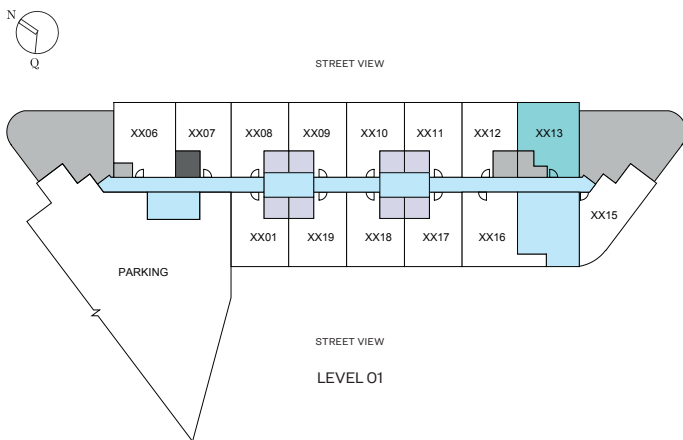 N
Q
STREET VIEW
XX06 XX07 XX08 XX09 XX10 XX11 XX12 XX13
XX01 XX19 XX18 XX17 XX16 XX15
PARKING
STREET VIEW
LEVEL 01